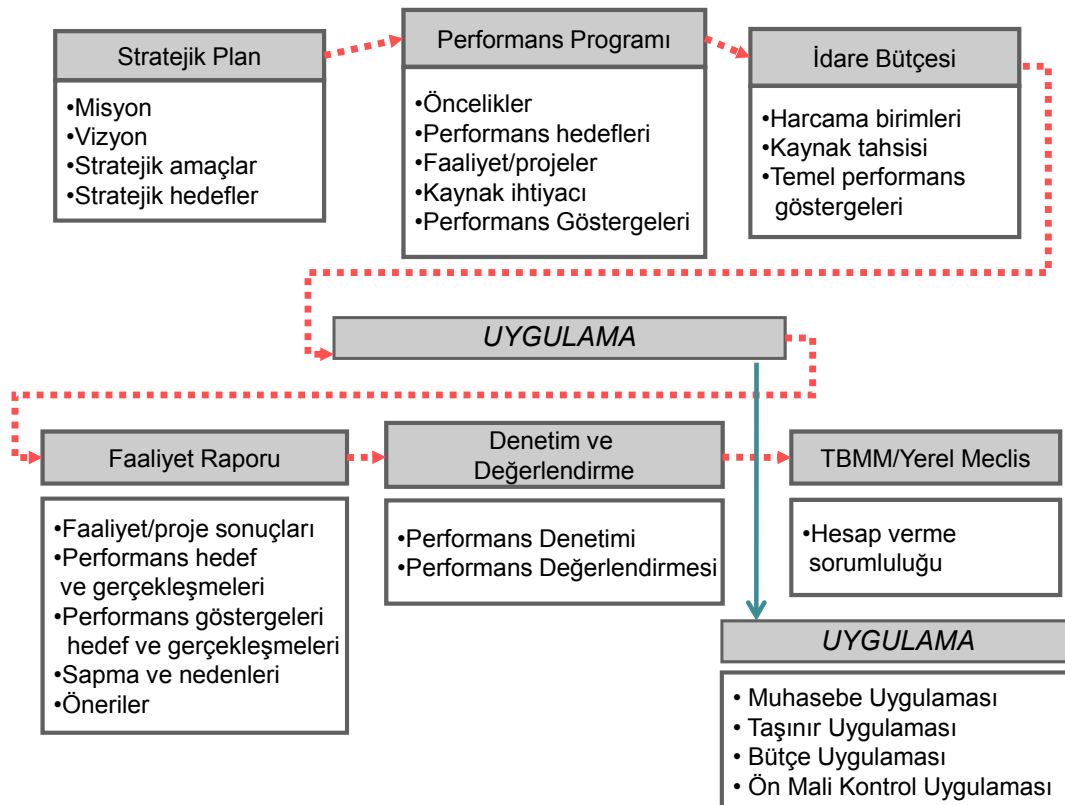 Stratejik Plan
•Misyon
•Vizyon
•Stratejik amaçlar
•Stratejik hedefler
Performans Programı
•Öncelikler
•Performans hedefleri
•Faaliyet/projeler
•Kaynak ihtiyacı
•Performans Göstergeleri
İdare Bütçesi
•Harcama birimleri
•Kaynak tahsisi
•Temel performans
göstergeleri
UYGULAMA
Faaliyet Raporu
•Faaliyet/proje sonuçları
•Performans hedef
ve gerçekleşmeleri
•Performans göstergeleri
hedef ve gerçekleşmeleri
•Sapma ve nedenleri
•Öneriler
Denetim ve
Değerlendirme
•Performans Denetimi
•Performans Değerlendirmesi
TBMM/Yerel Meclis
•Hesap verme
sorumluluğu
UYGULAMA
• Muhasebe Uygulaması
• Taşınır Uygulaması
• Bütçe Uygulaması
• Ön Mali Kontrol Uygulaması